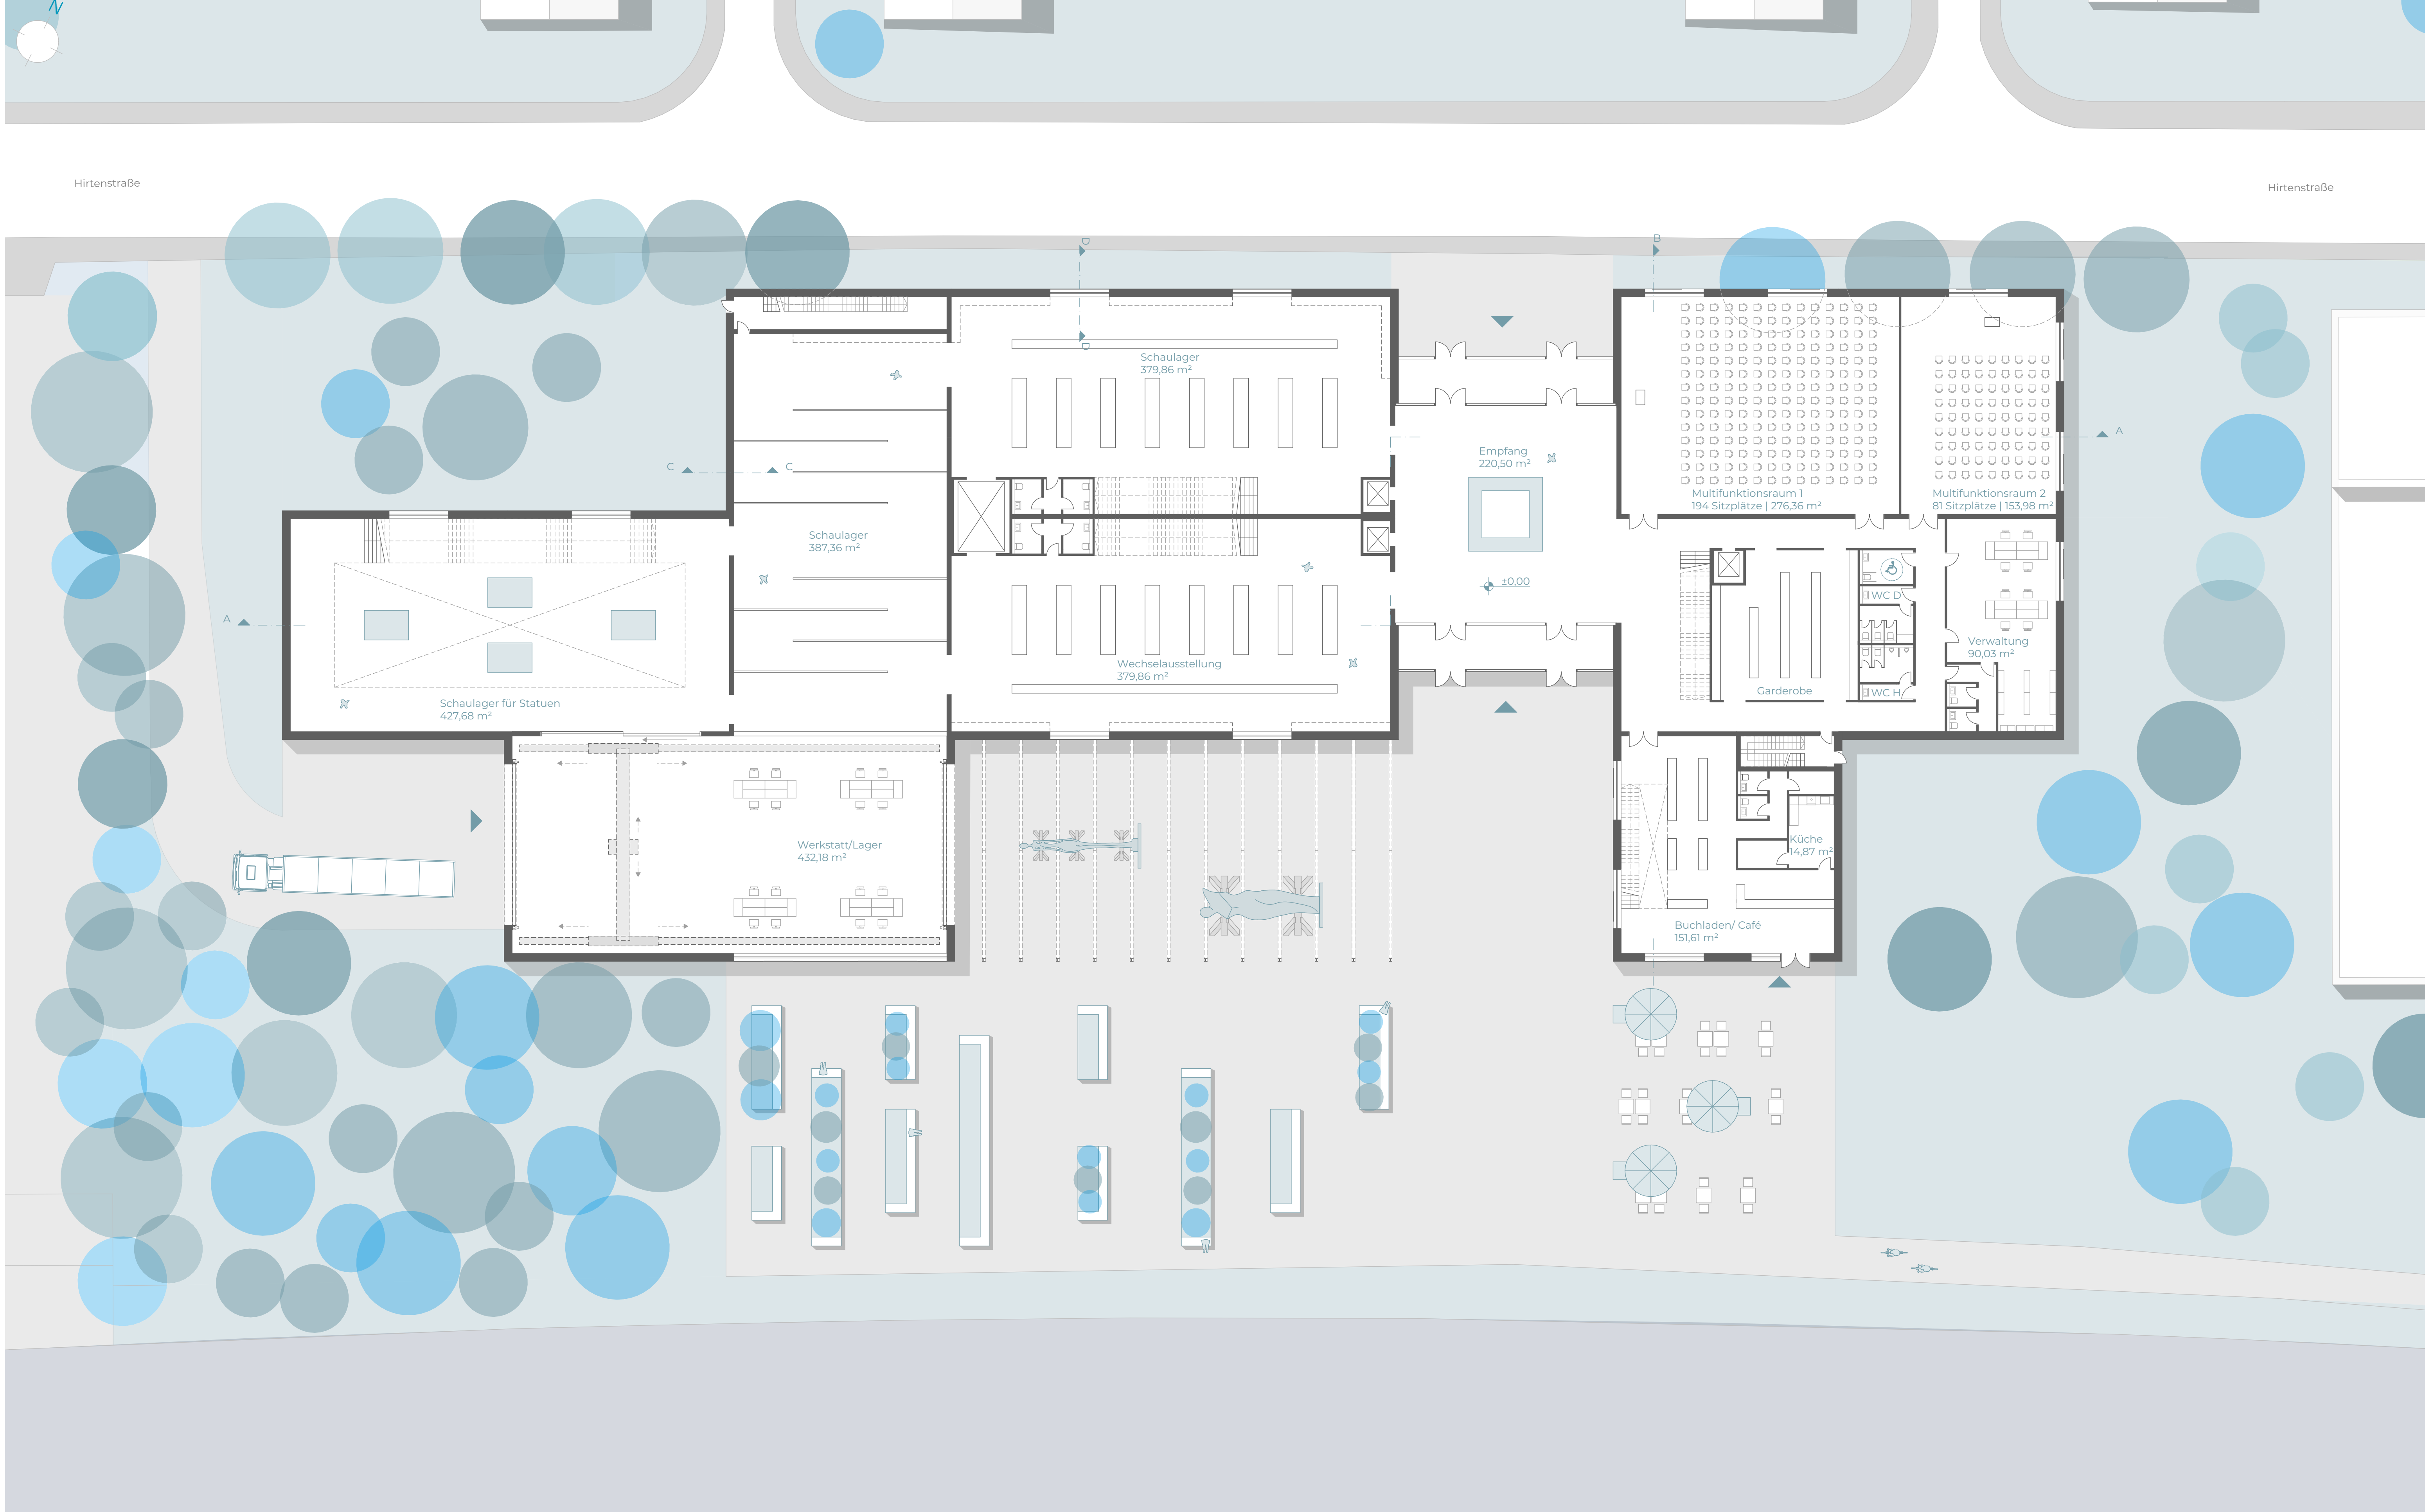 N
Hirtenstraße
Hirtenstraße
D
B
D
Schaulager
379,86 m²
A
Empfang
220,50 m²
C
C
Multifunktionsraum 1
194 Sitzplätze | 276,36 m²
Multifunktionsraum 2
81 Sitzplätze | 153,98 m²
Schaulager
387,36 m²
±0,00
WC D
A
Verwaltung
90,03 m²
Wechselausstellung
379,86 m²
Garderobe
WC H
Schaulager für Statuen
427,68 m²
Werkstatt/Lager
432,18 m²
Küche
14,87 m²
Buchladen/ Café
151,61 m²